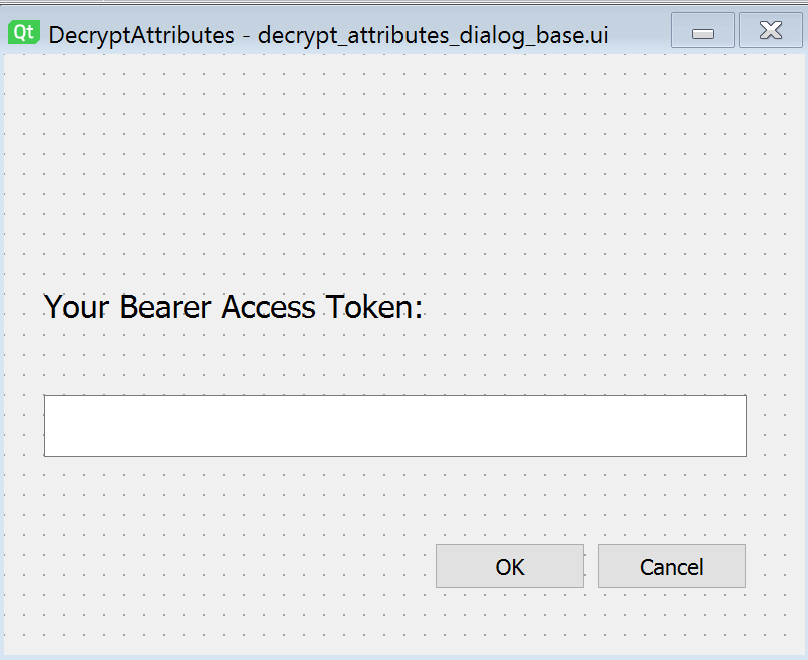 Qt DecryptAttributes - decrypt_attributes_dialog_base.ui
Your Bearer Access Token:
OK Cancel